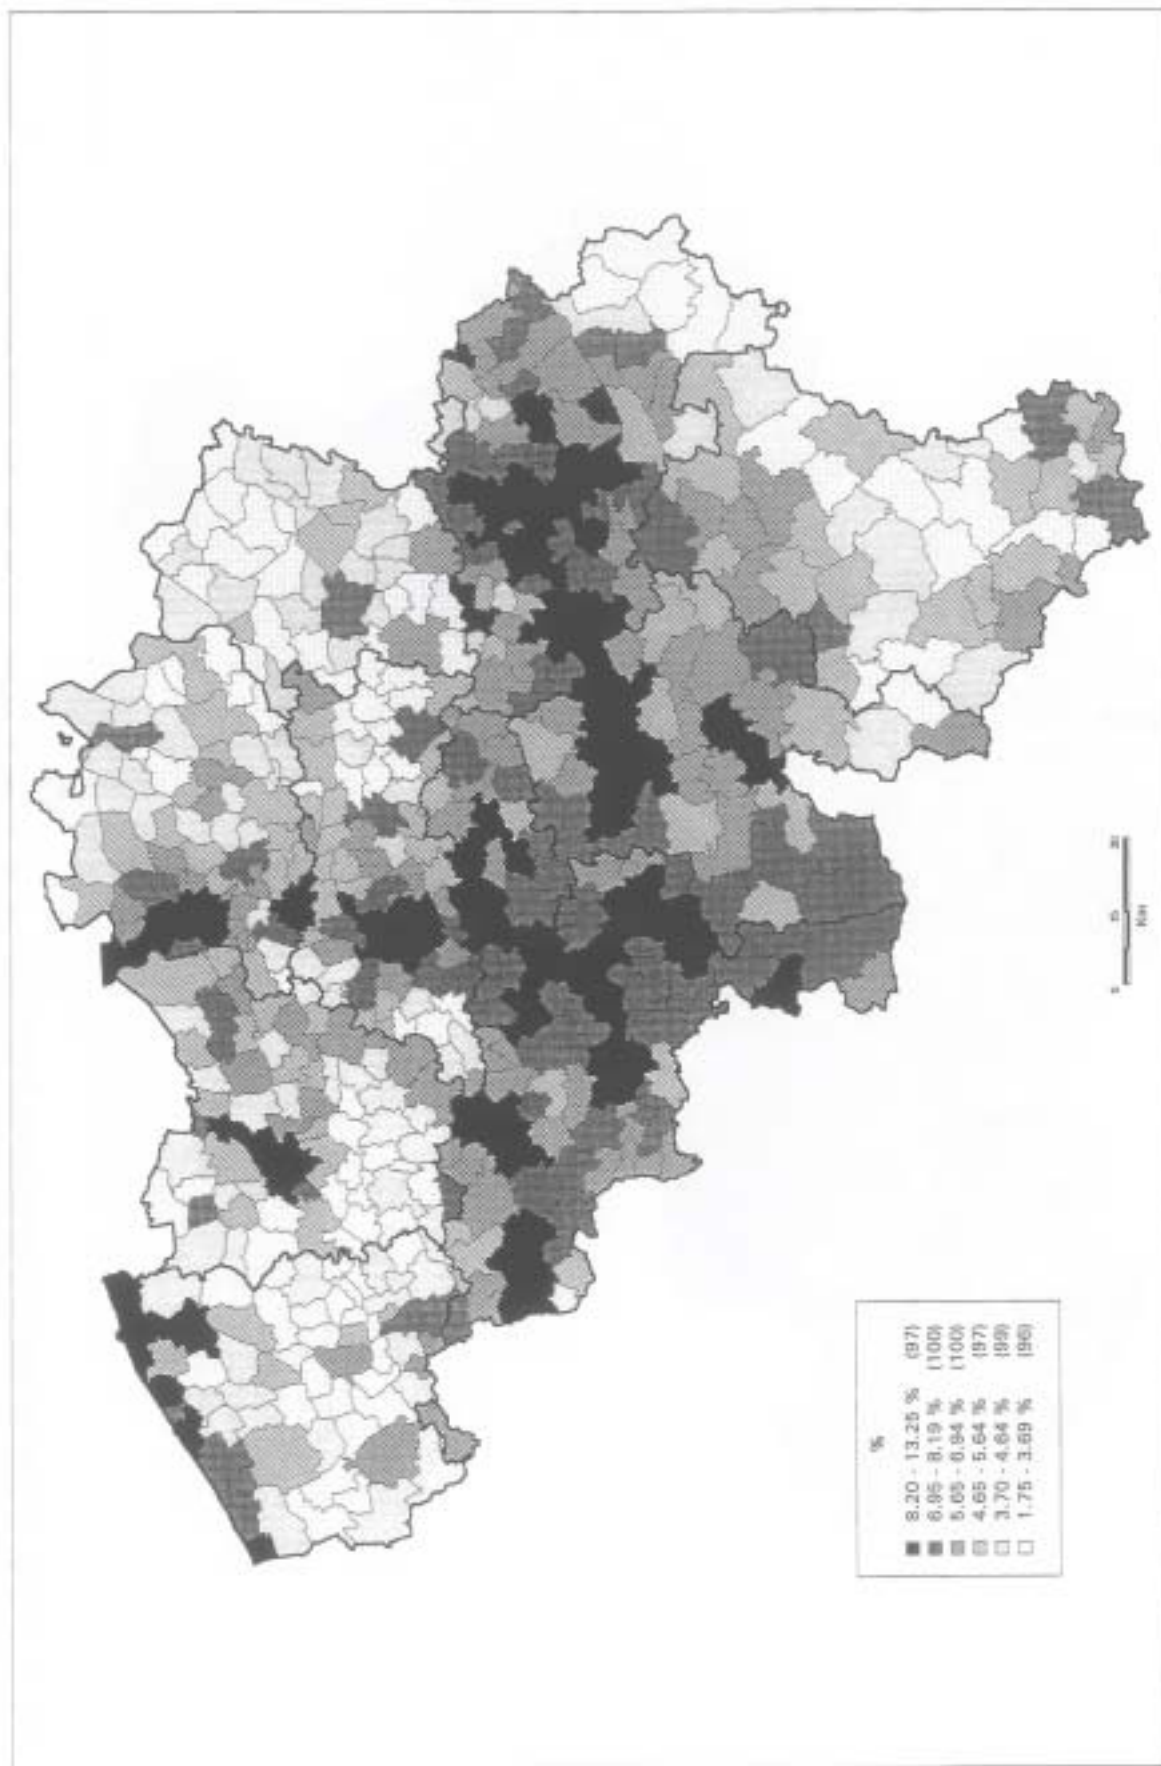 %
8.20 - 13.25 % (97)
6.95 - 8.19 % (100)
5.65 - 6.94 % (100)
4.65 - 5.64 % (97)
3.70 - 4.64 % (99)
1.75 - 3.69 % (96)
Km